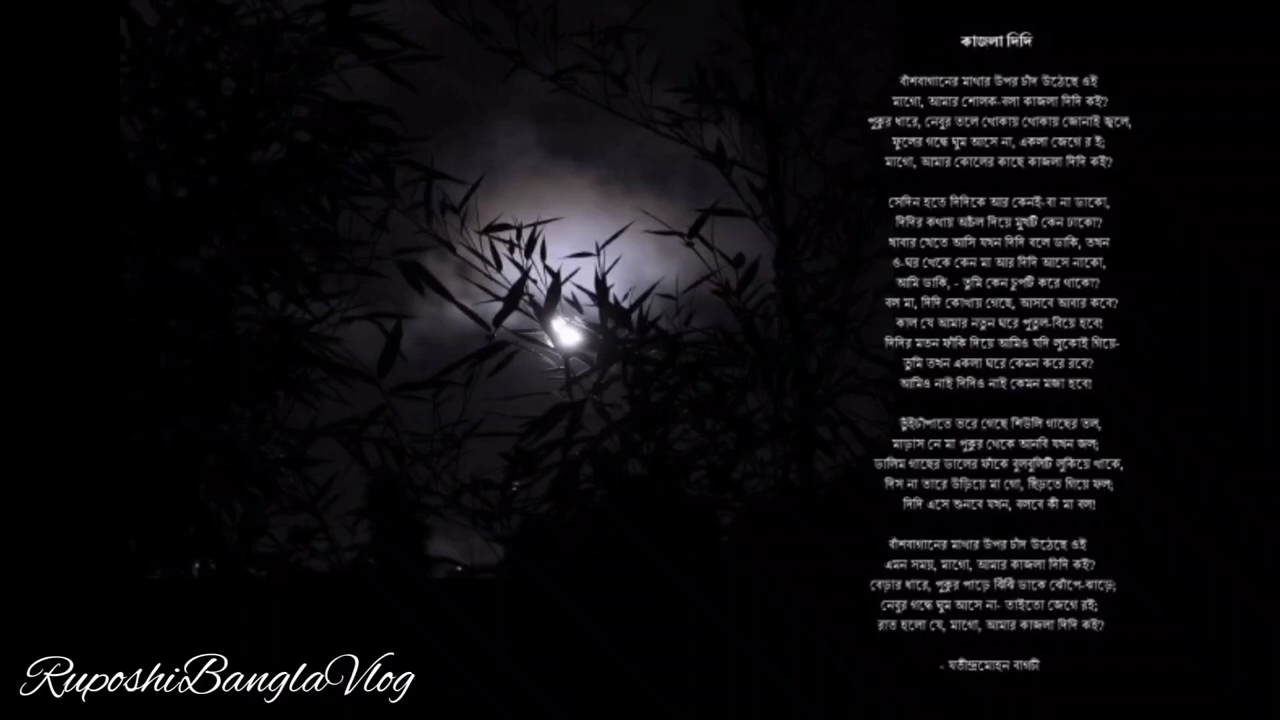 কাজলা দিদি
বাঁশবাগানের মাথার উপর চাঁদ উঠেছে ওই
মাগো, আমার শোলক-বলা কাজলা দিদি কই?
পুকুর ধারে, নেবুর তলে থোকায় থোকায় জোনাই জ্বলে,
ফুলের গন্ধে ঘুম আসে না, একলা জেগে র ই;
মাগো, আমার কোলের কাছে কাজলা দিদি কই?
সেদিন হতে দিদিকে আর কেনই-বা না ডাকো,
দিদির কথায় আঁচল দিয়ে মুখটি কেন ঢাকো?
খাবার খেতে আসি যখন দিদি বলে ডাকি, তখন
ও-ঘর থেকে কেন মা আর দিদি আসে নাকো,
আমি ডাকি, - তুমি কেন চুপটি করে থাকো?
বল মা, দিদি কোথায় গেছে, আসবে আবার কবে?
কাল যে আমার নতুন ঘরে পুতুল-বিয়ে হবে!
দিদির মতন ফাঁকি দিয়ে আমিও যদি লুকোই গিয়ে-
তুমি তখন একলা ঘরে কেমন করে রবে?
আমিও নাই দিদিও নাই কেমন মজা হবে!
ভুঁইচাঁপাতে ভরে গেছে শিউলি গাছের তল,
মাড়াস নে মা পুকুর থেকে আনবি যখন জল;
ডালিম গাছের ডালের ফাঁকে বুলবুলিটি লুকিয়ে থাকে,
দিস না তারে উড়িয়ে মা গো, ছিঁড়তে গিয়ে ফল;
দিদি এসে শুনবে যখন, বলবে কী মা বল!
বাঁশবাগানের মাথার উপর চাঁদ উঠেছে ওই
এমন সময়, মাগো, আমার কাজলা দিদি কই?
বেড়ার ধারে, পুকুর পাড়ে ঝিঁঝিঁ ডাকে ঝোঁপে-ঝাড়ে;
নেবুর গন্ধে ঘুম আসে না- তাইতো জেগে রই;
রাত হলো যে, মাগো, আমার কাজলা দিদি কই?
- যতীন্দ্রমোহন বাগচী
RuposhiBanglaVlog